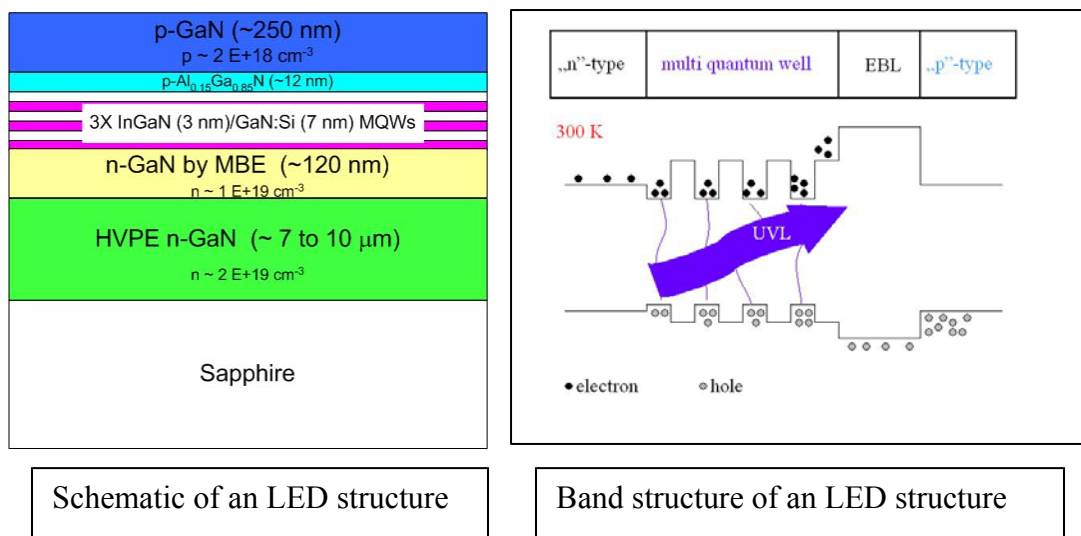 p-GaN (~250 nm)
p ~ 2 E+18 cm⁻³
p-Al₀.₁₅Ga₀.₈₅N (~12 nm)
3X InGaN (3 nm)/GaN:Si (7 nm) MQWs
n-GaN by MBE (~120 nm)
n ~ 1 E+19 cm⁻³
HVPE n-GaN (~ 7 to 10 μm)
n ~ 2 E+19 cm⁻³
Sapphire
Schematic of an LED structure
„n”-type multi quantum well EBL „p”-type
300 K
UVL
electron hole
Band structure of an LED structure